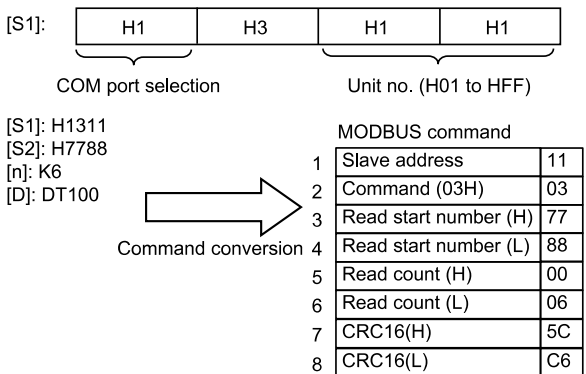 [S1]: H1 H3 H1 H1
COM port selection Unit no. (H01 to HFF)
[S1]: H1311
[S2]: H7788
[n]: K6
[D]: DT100
Command conversion
MODBUS command
1 Slave address 11
2 Command (03H) 03
3 Read start number (H) 77
4 Read start number (L) 88
5 Read count (H) 00
6 Read count (L) 06
7 CRC16(H) 5C
8 CRC16(L) C6